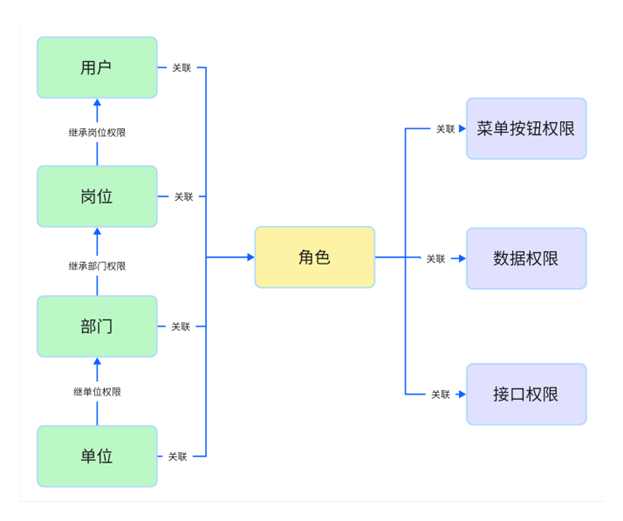 用户
关联
菜单按钮权限
关联
继承岗位权限
岗位
关联
角色
数据权限
关联
继承部门权限
部门
关联
继单位权限
接口权限
关联
单位
关联